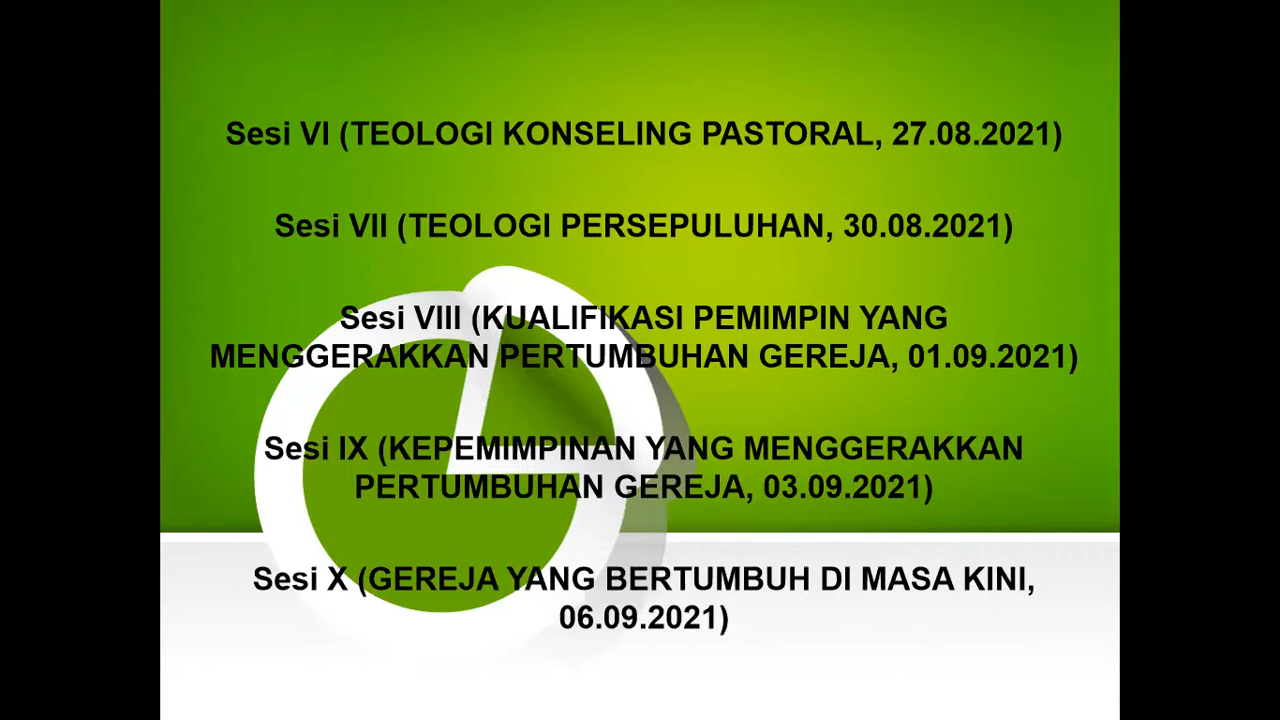 Sesi VI (TEOLOGI KONSELING PASTORAL, 27.08.2021)
Sesi VII (TEOLOGI PERSEPULUHAN, 30.08.2021)
Sesi VIII (KUALIFIKASI PEMIMPIN YANG
MENGGERAKKAN PERTUMBUHAN GEREJA, 01.09.2021)
Sesi IX (KEPEMIMPINAN YANG MENGGERAKKAN
PERTUMBUHAN GEREJA, 03.09.2021)
Sesi X (GEREJA YANG BERTUMBUH DI MASA KINI,
06.09.2021)